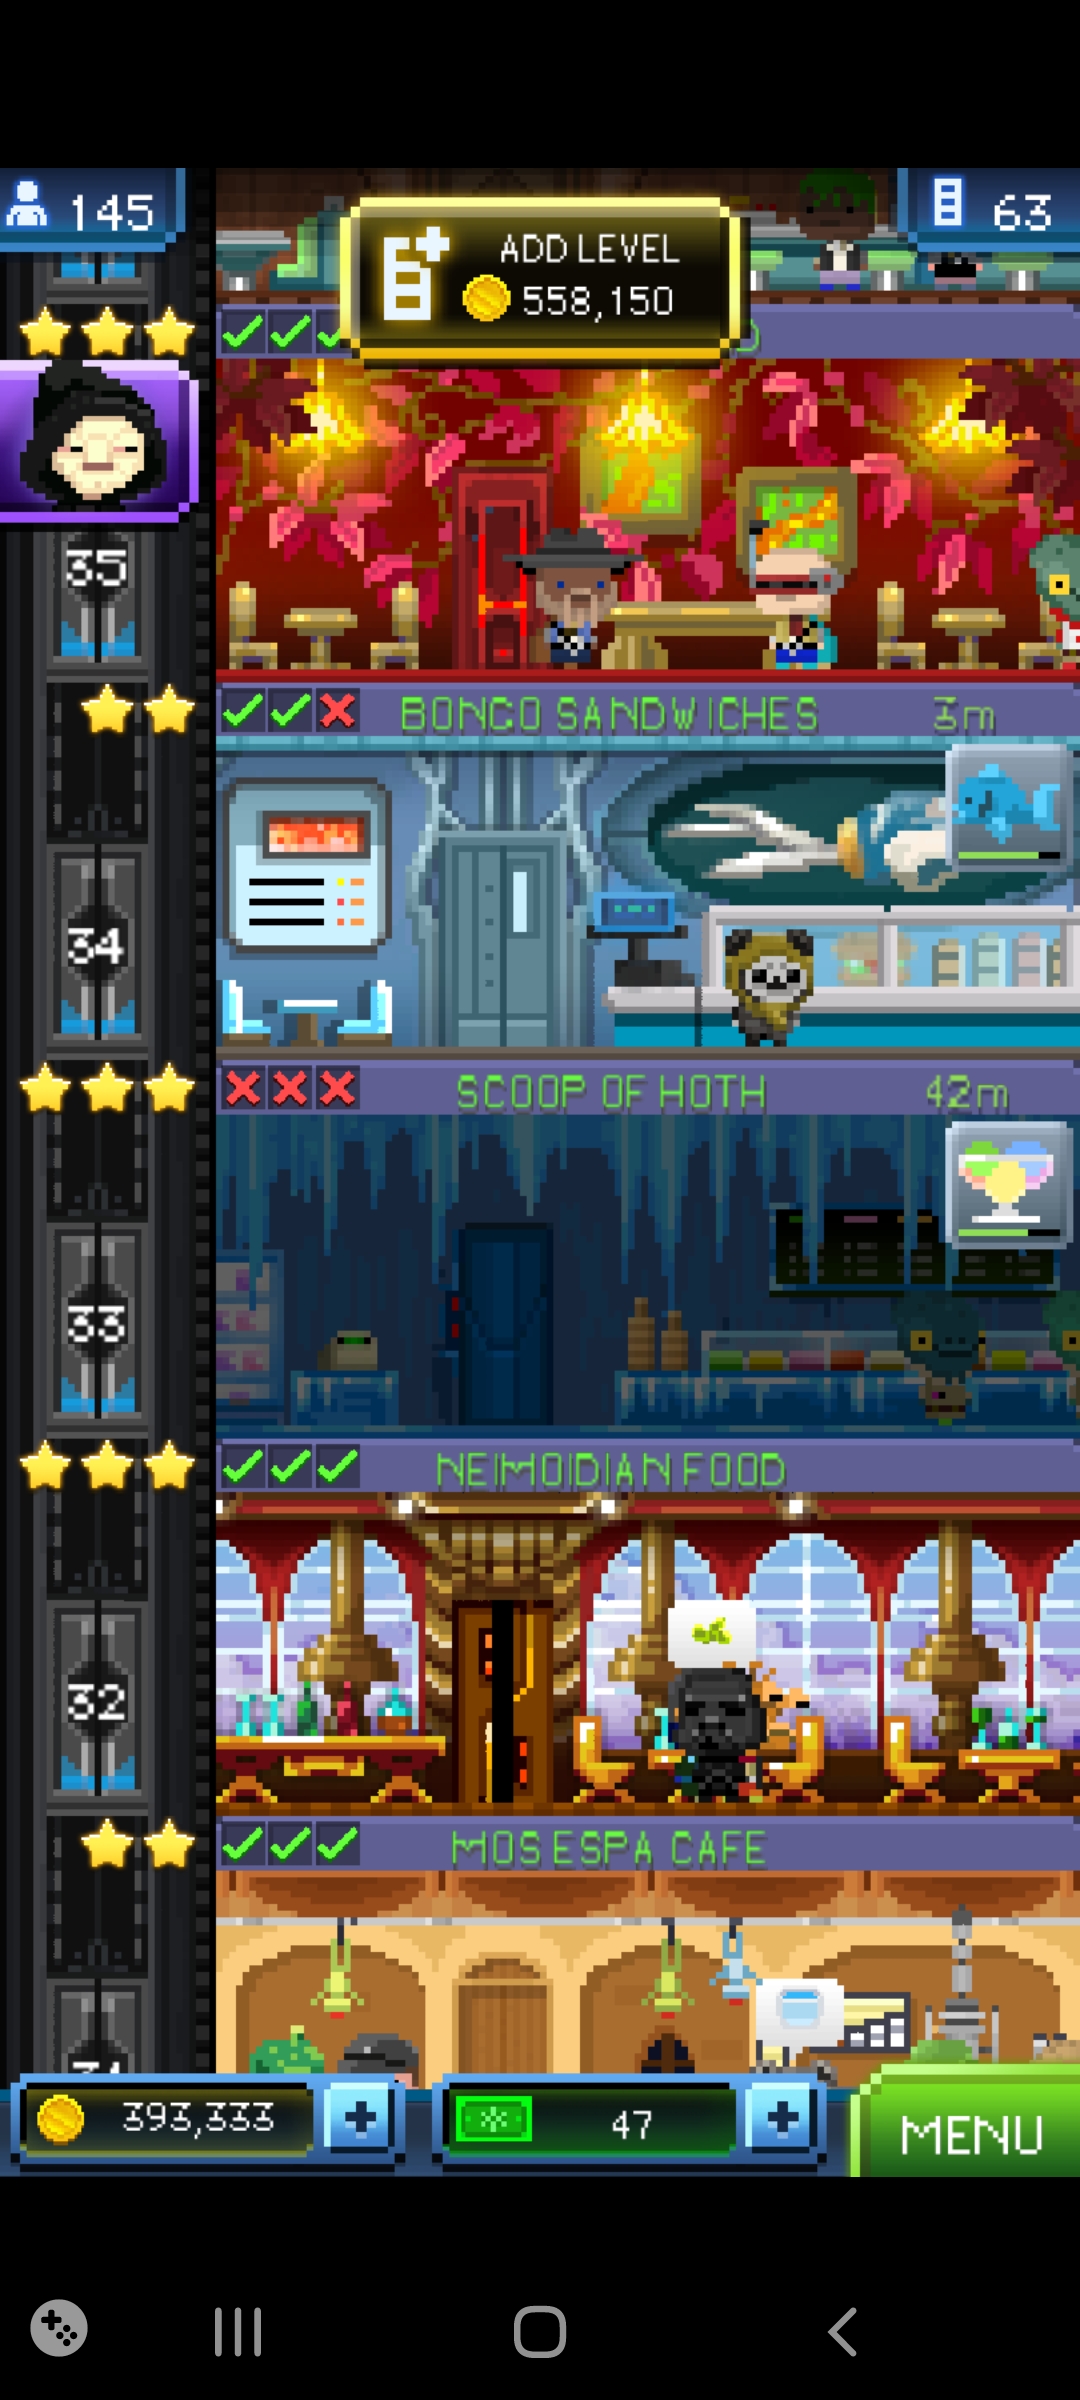 145
63
ADD LEVEL
558,150
35
BONGO SANDWICHES 3m
34
SCOOP OF HOTH 42m
33
NEIMOIDIAN FOOD
32
MOS ESPA CAFE
393,333
47
MENU